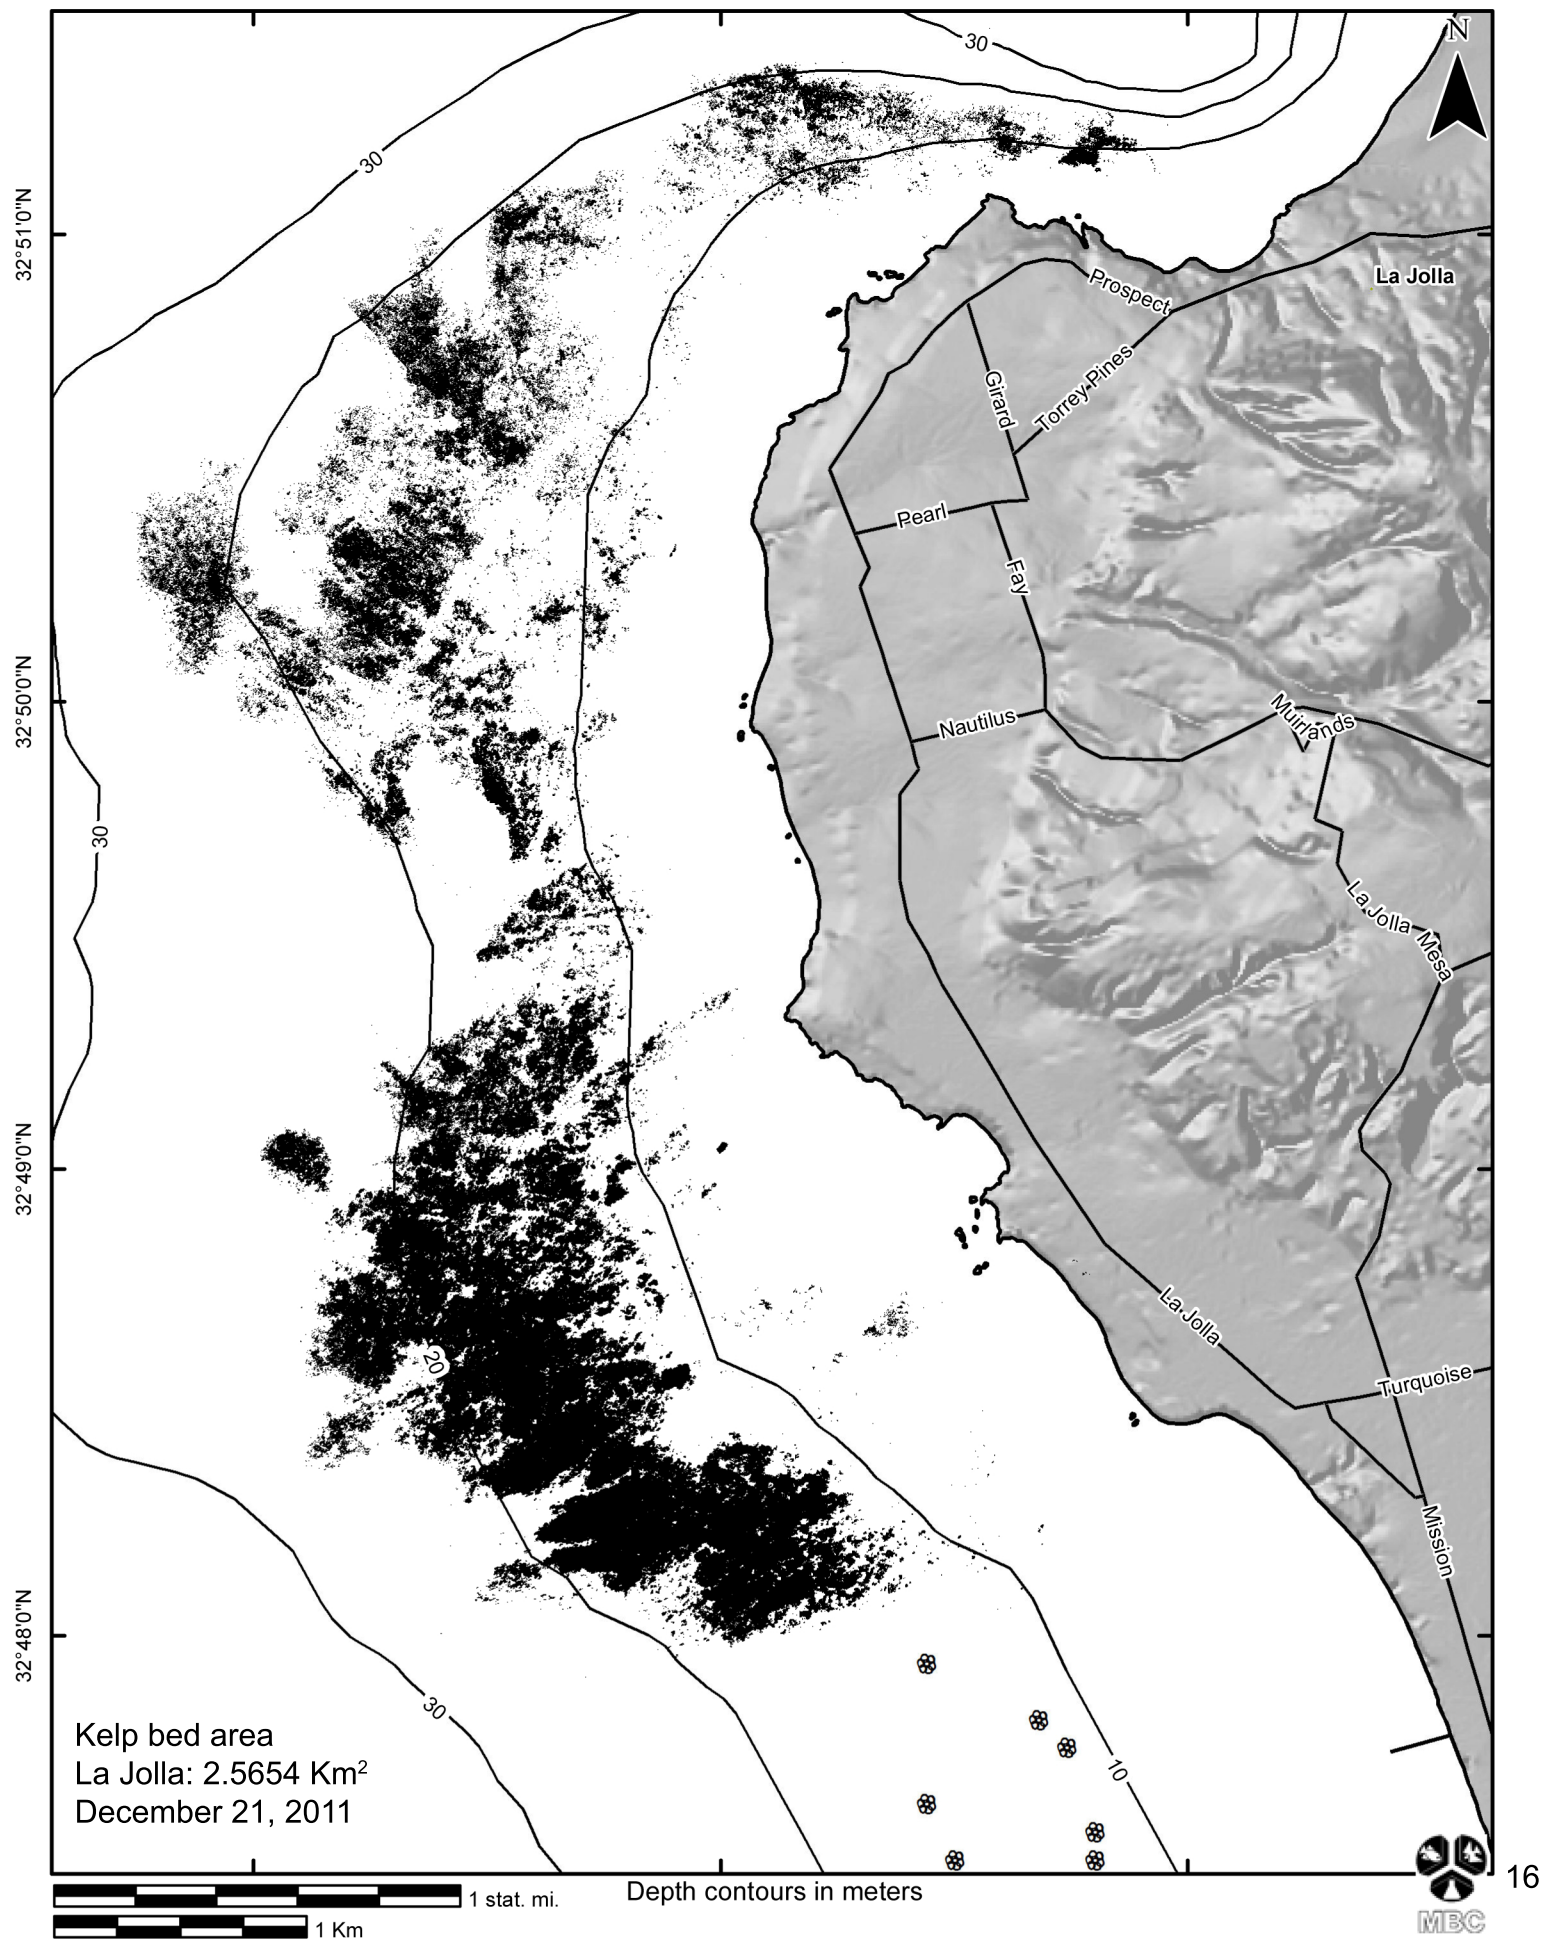 N
30
30
32°51'0"N
La Jolla
Prospect
Girard
Torrey Pines
Pearl
Fay
32°50'0"N
Nautilus
Muirlands
30
La Jolla Mesa
32°49'0"N
La Jolla
20
Turquoise
Mission
32°48'0"N
30
10
Kelp bed area
La Jolla: 2.5654 Km²
December 21, 2011
1 stat. mi.
Depth contours in meters
16
1 Km
MBC